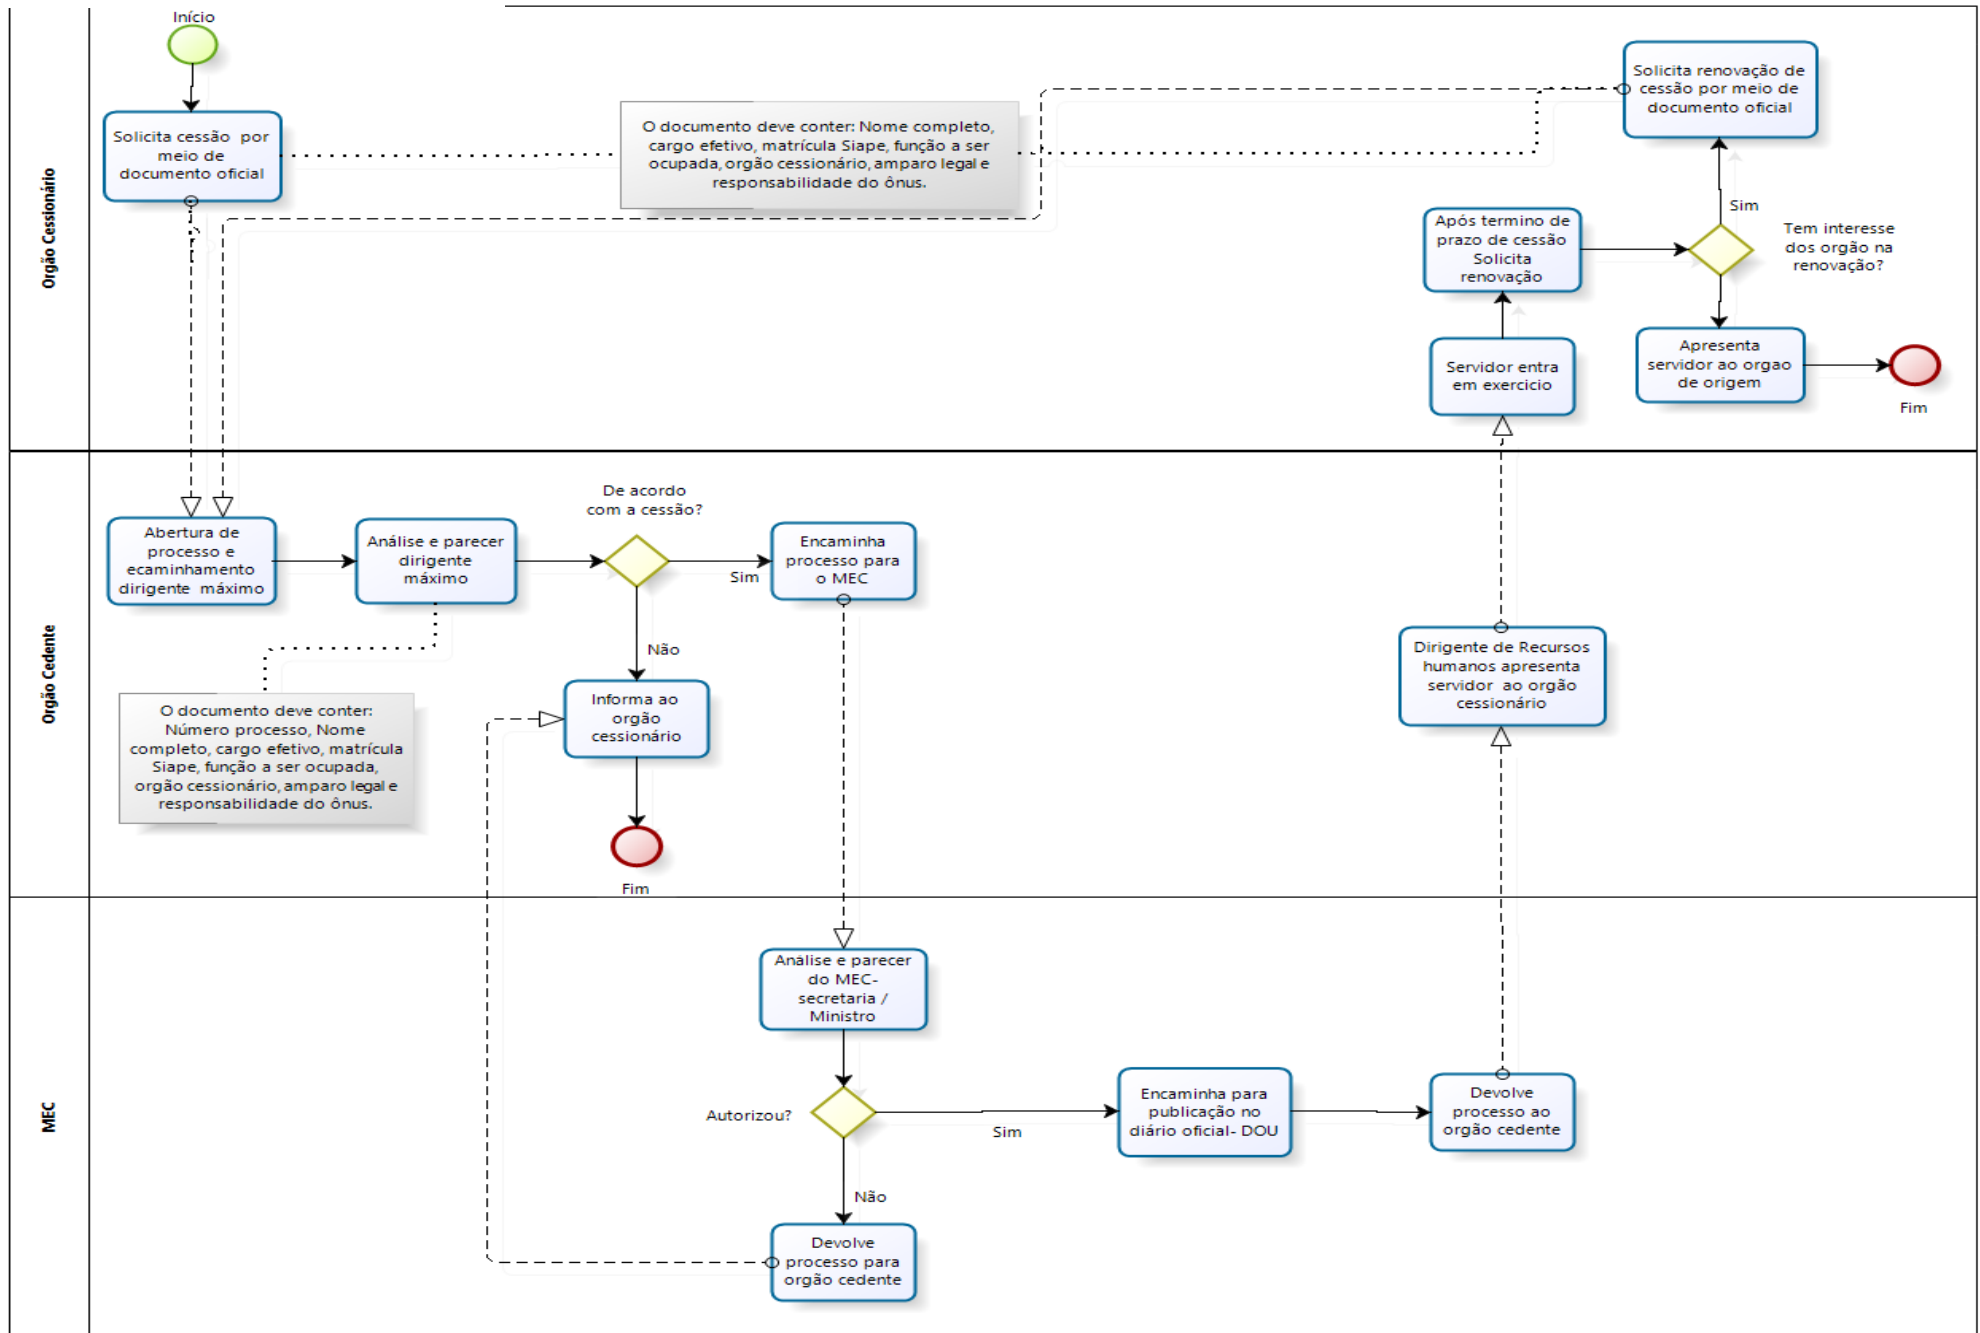 Orgão Cessionário
Início
Solicita cessão por
meio de
documento oficial
O documento deve conter: Nome completo,
cargo efetivo, matrícula Siape, função a ser
ocupada, orgão cessionário, amparo legal e
responsabilidade do ônus.
Solicita renovação de
cessão por meio de
documento oficial
Sim
Após termino de
prazo de cessão
Solicita
renovação
Tem interesse
dos orgão na
renovação?
Servidor entra
em exercicio
Apresenta
servidor ao orgao
de origem
Fim
Orgão Cedente
Abertura de
processo e
ecaminhamento
dirigente máximo
Análise e parecer
dirigente
máximo
De acordo
com a cessão?
Sim
Encaminha
processo para
o MEC
Não
Informa ao
orgão
cessionário
Fim
O documento deve conter:
Número processo, Nome
completo, cargo efetivo, matrícula
Siape, função a ser ocupada,
orgão cessionário, amparo legal e
responsabilidade do ônus.
Dirigente de Recursos
humanos apresenta
servidor ao orgão
cessionário
MEC
Análise e parecer
do MEC-
secretaria /
Ministro
Autorizou?
Sim
Encaminha para
publicação no
diário oficial- DOU
Devolve
processo ao
orgão cedente
Não
Devolve
processo para
orgão cedente